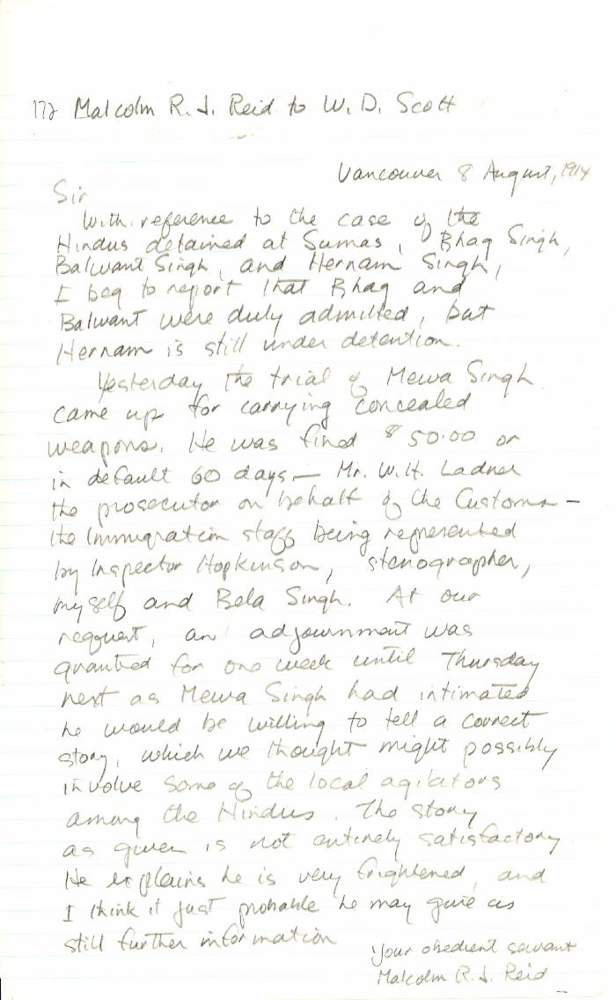 172 Malcolm R. J. Reid to W. D. Scott
Vancouver 8 August, 1914
Sir
With reference to the case of the
Hindus detained at Sumas, Bhag Singh,
Balwant Singh, and Hernam Singh,
I beg to report that Bhag and
Balwant were duly admitted, but
Hernam is still under detention.
Yesterday the trial of Mewa Singh
came up for carrying concealed
weapons. He was fined $50.00 or
in default 60 days — Mr. W. H. Ladner
the prosecutor on behalf of the Customs —
the Immigration staff being represented
by Inspector Hopkinson, stenographer,
myself and Bela Singh. At our
request, an adjournment was
granted for one week until Thursday
next as Mewa Singh had intimated
he would be willing to tell a correct
story, which we thought might possibly
involve some of the local agitators
among the Hindus. The story
as given is not entirely satisfactory
He explains he is very frightened, and
I think it just probable he may give us
still further information
Your obedient servant
Malcolm R. J. Reid